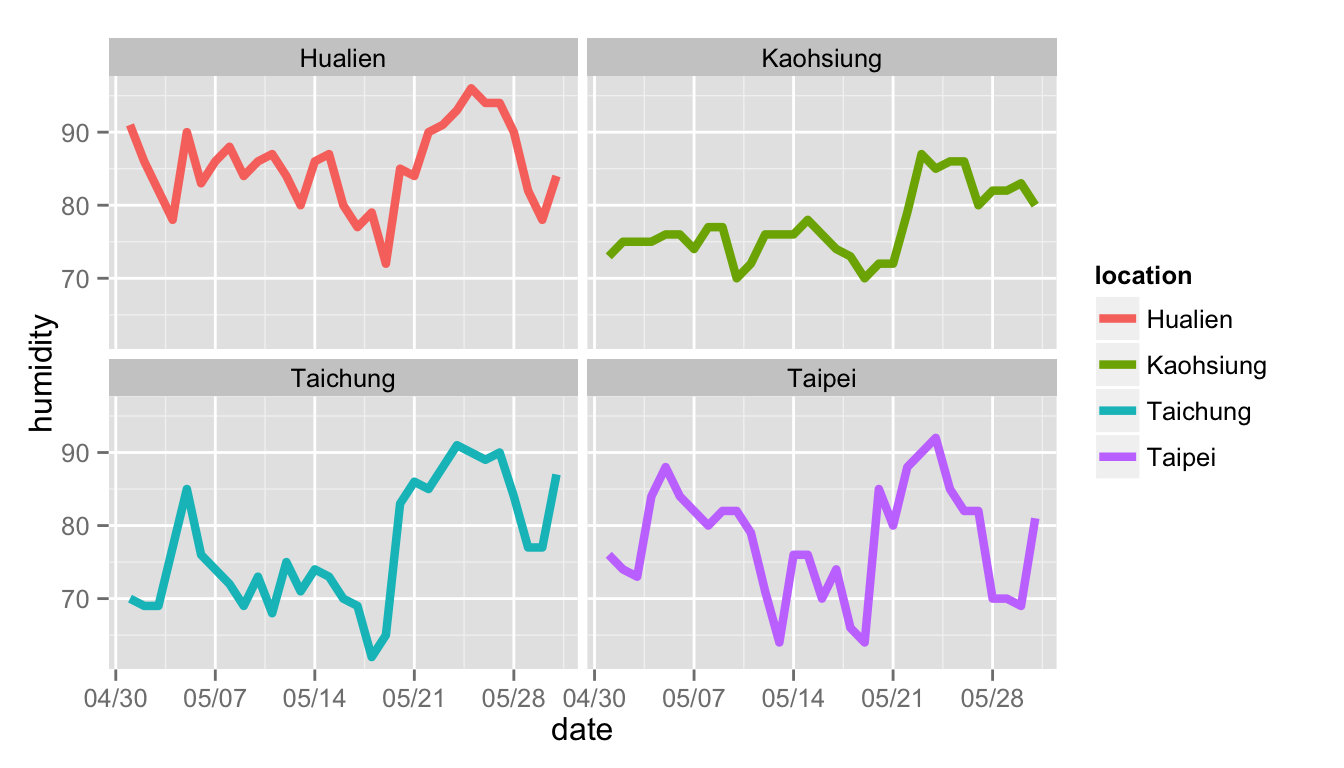 Hualien
Kaohsiung
90
80
70
Taichung
Taipei
90
80
70
04/30 05/07 05/14 05/21 05/28 04/30 05/07 05/14 05/21 05/28
date
humidity
location
Hualien
Kaohsiung
Taichung
Taipei